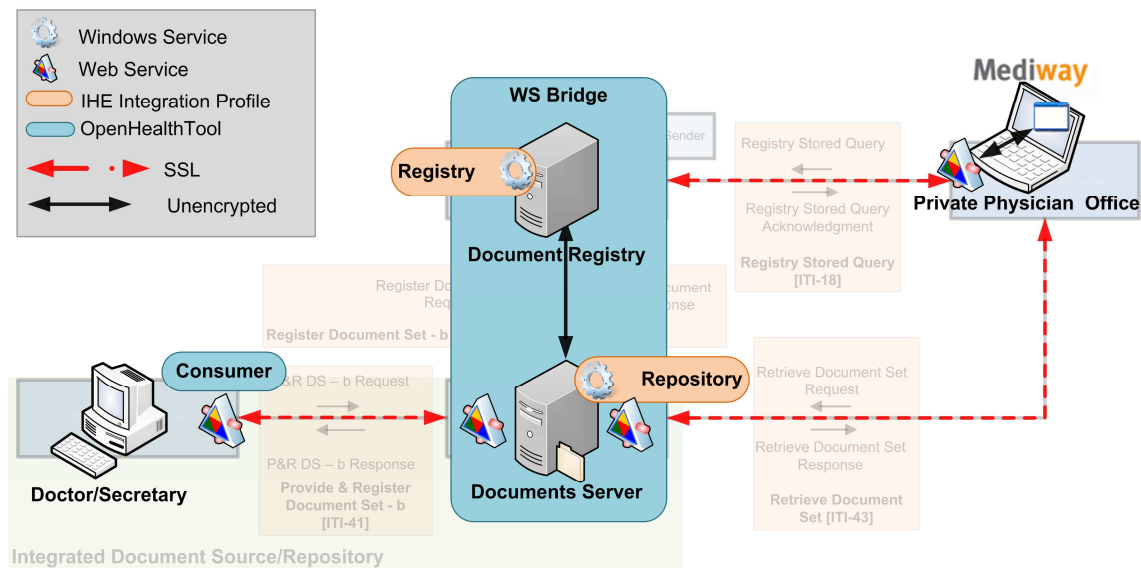 Windows Service
Web Service
IHE Integration Profile
OpenHealthTool
SSL
Unencrypted
WS Bridge
Sender
Registry
Document Registry
Mediway
Private Physician Office
Registry Stored Query
Registry Stored Query
Acknowledgment
Registry Stored Query
[ITI-18]
Register Document Set - b
Consumer
P&R DS – b Request
P&R DS – b Response
Provide & Register
Document Set - b
[ITI-41]
Doctor/Secretary
Repository
Documents Server
Retrieve Document Set
Request
Retrieve Document Set
Response
Retrieve Document
Set [ITI-43]
Integrated Document Source/Repository